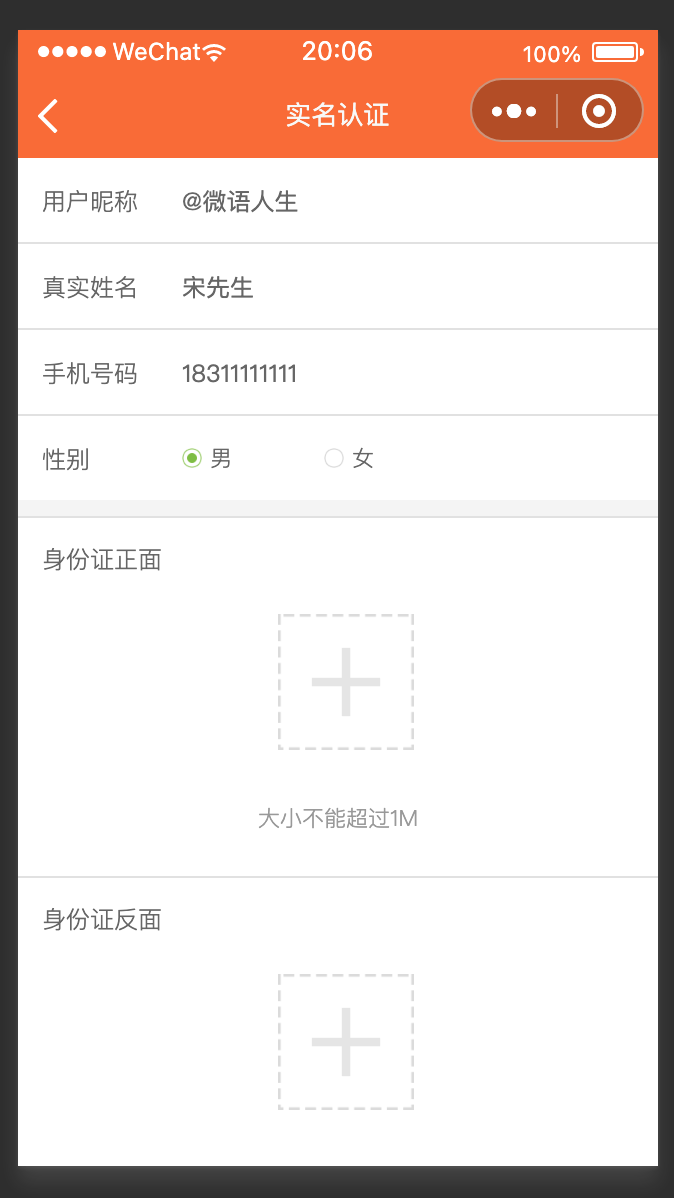 WeChat 20:06 100%
实名认证
用户昵称 @微语人生
真实姓名 宋先生
手机号码 18311111111
性别 男 女
身份证正面
大小不能超过1M
身份证反面